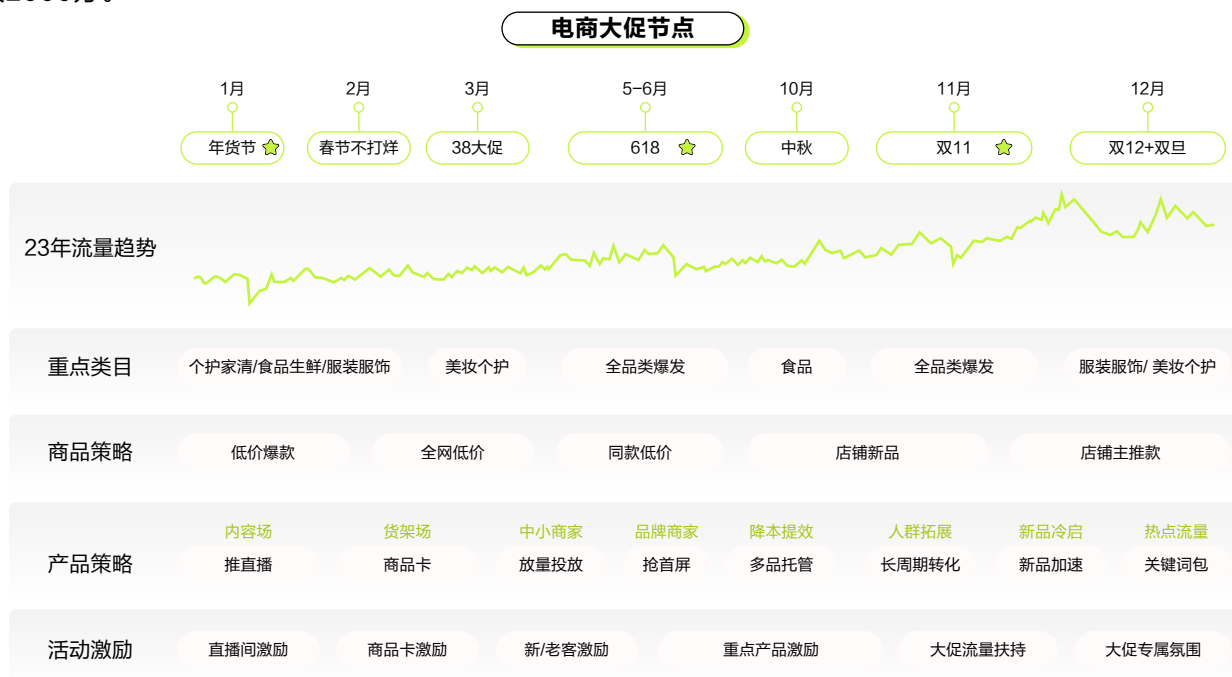 电商大促节点
1月 2月 3月 5-6月 10月 11月 12月
年货节 春节不打烊 38大促 618 中秋 双11 双12+双旦
23年流量趋势
重点类目 个护家清/食品生鲜/服装服饰 美妆个护 全品类爆发 食品 全品类爆发 服装服饰/ 美妆个护
商品策略 低价爆款 全网低价 同款低价 店铺新品 店铺主推款
内容场 货架场 中小商家 品牌商家 降本提效 人群拓展 新品冷启 热点流量
产品策略 推直播 商品卡 放量投放 抢首屏 多品托管 长周期转化 新品加速 关键词包
活动激励 直播间激励 商品卡激励 新/老客激励 重点产品激励 大促流量扶持 大促专属氛围